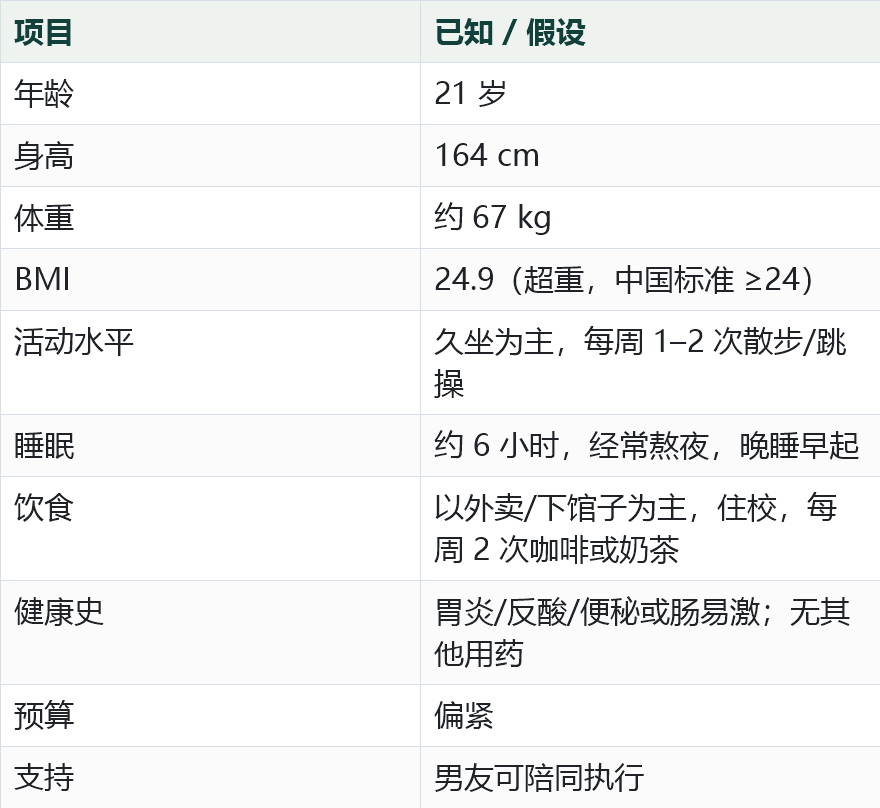 项目
已知 / 假设
年龄
21 岁
身高
164 cm
体重
约 67 kg
BMI
24.9（超重，中国标准 ≥24）
活动水平
久坐为主，每周 1–2 次散步/跳
操
睡眠
约 6 小时，经常熬夜，晚睡早起
饮食
以外卖/下馆子为主，住校，每
周 2 次咖啡或奶茶
健康史
胃炎/反酸/便秘或肠易激；无其
他用药
预算
偏紧
支持
男友可陪同执行